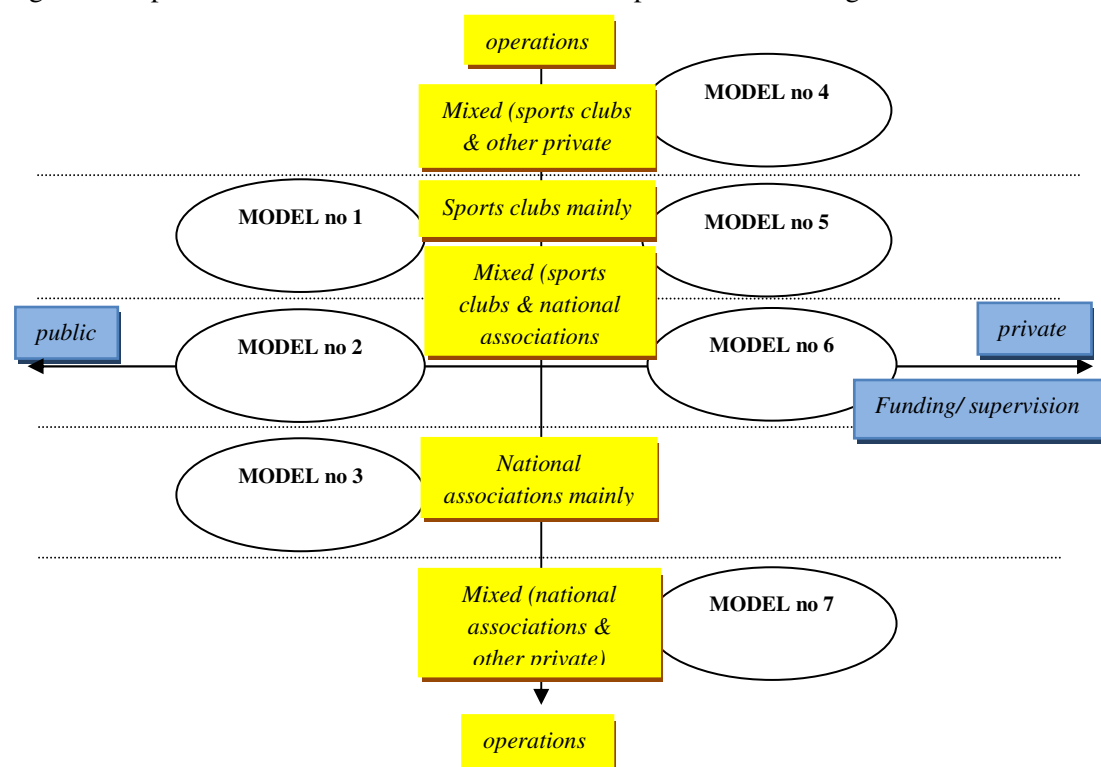 operations
Mixed (sports clubs
& other private
MODEL no 4
Sports clubs mainly
MODEL no 1
MODEL no 5
Mixed (sports
clubs & national
associations
public
MODEL no 2
MODEL no 6
private
Funding/ supervision
National
associations mainly
MODEL no 3
Mixed (national
associations &
other private)
MODEL no 7
operations